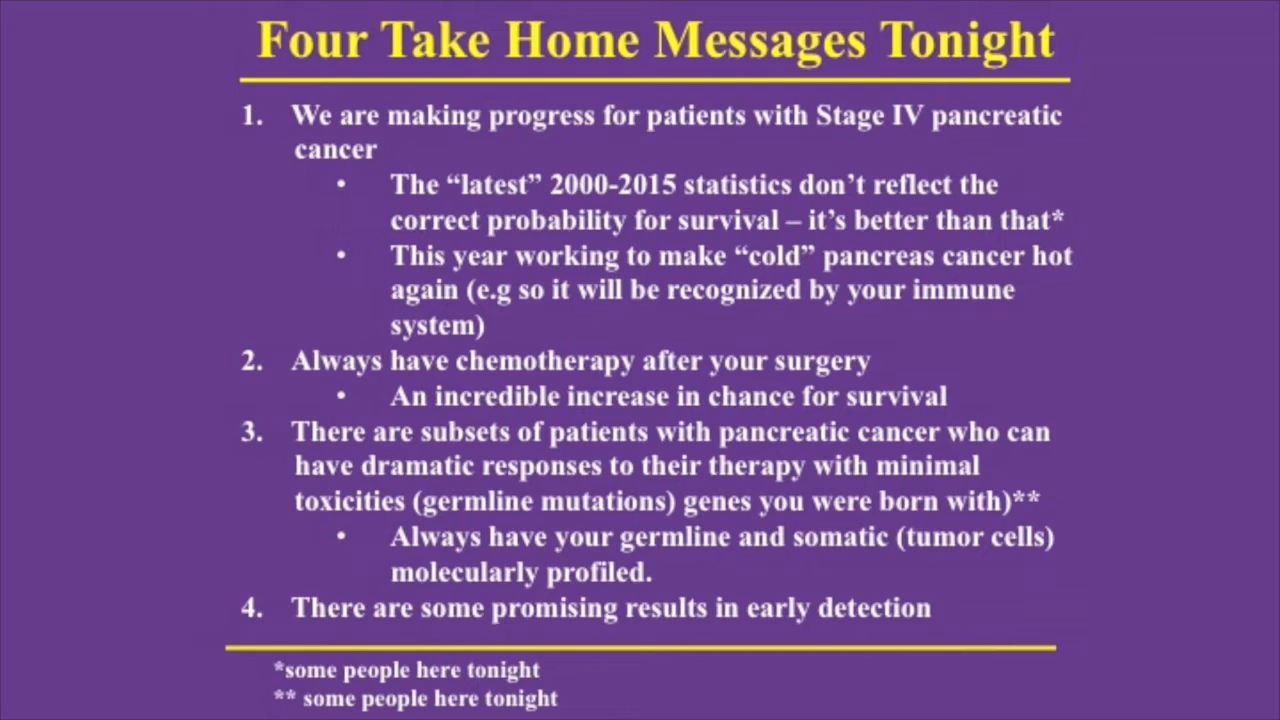 Four Take Home Messages Tonight
1. We are making progress for patients with Stage IV pancreatic
cancer
• The “latest” 2000-2015 statistics don’t reflect the
correct probability for survival – it’s better than that*
• This year working to make “cold” pancreas cancer hot
again (e.g so it will be recognized by your immune
system)
2. Always have chemotherapy after your surgery
• An incredible increase in chance for survival
3. There are subsets of patients with pancreatic cancer who can
have dramatic responses to their therapy with minimal
toxicities (germline mutations) genes you were born with)**
• Always have your germline and somatic (tumor cells)
molecularly profiled.
4. There are some promising results in early detection
*some people here tonight
** some people here tonight